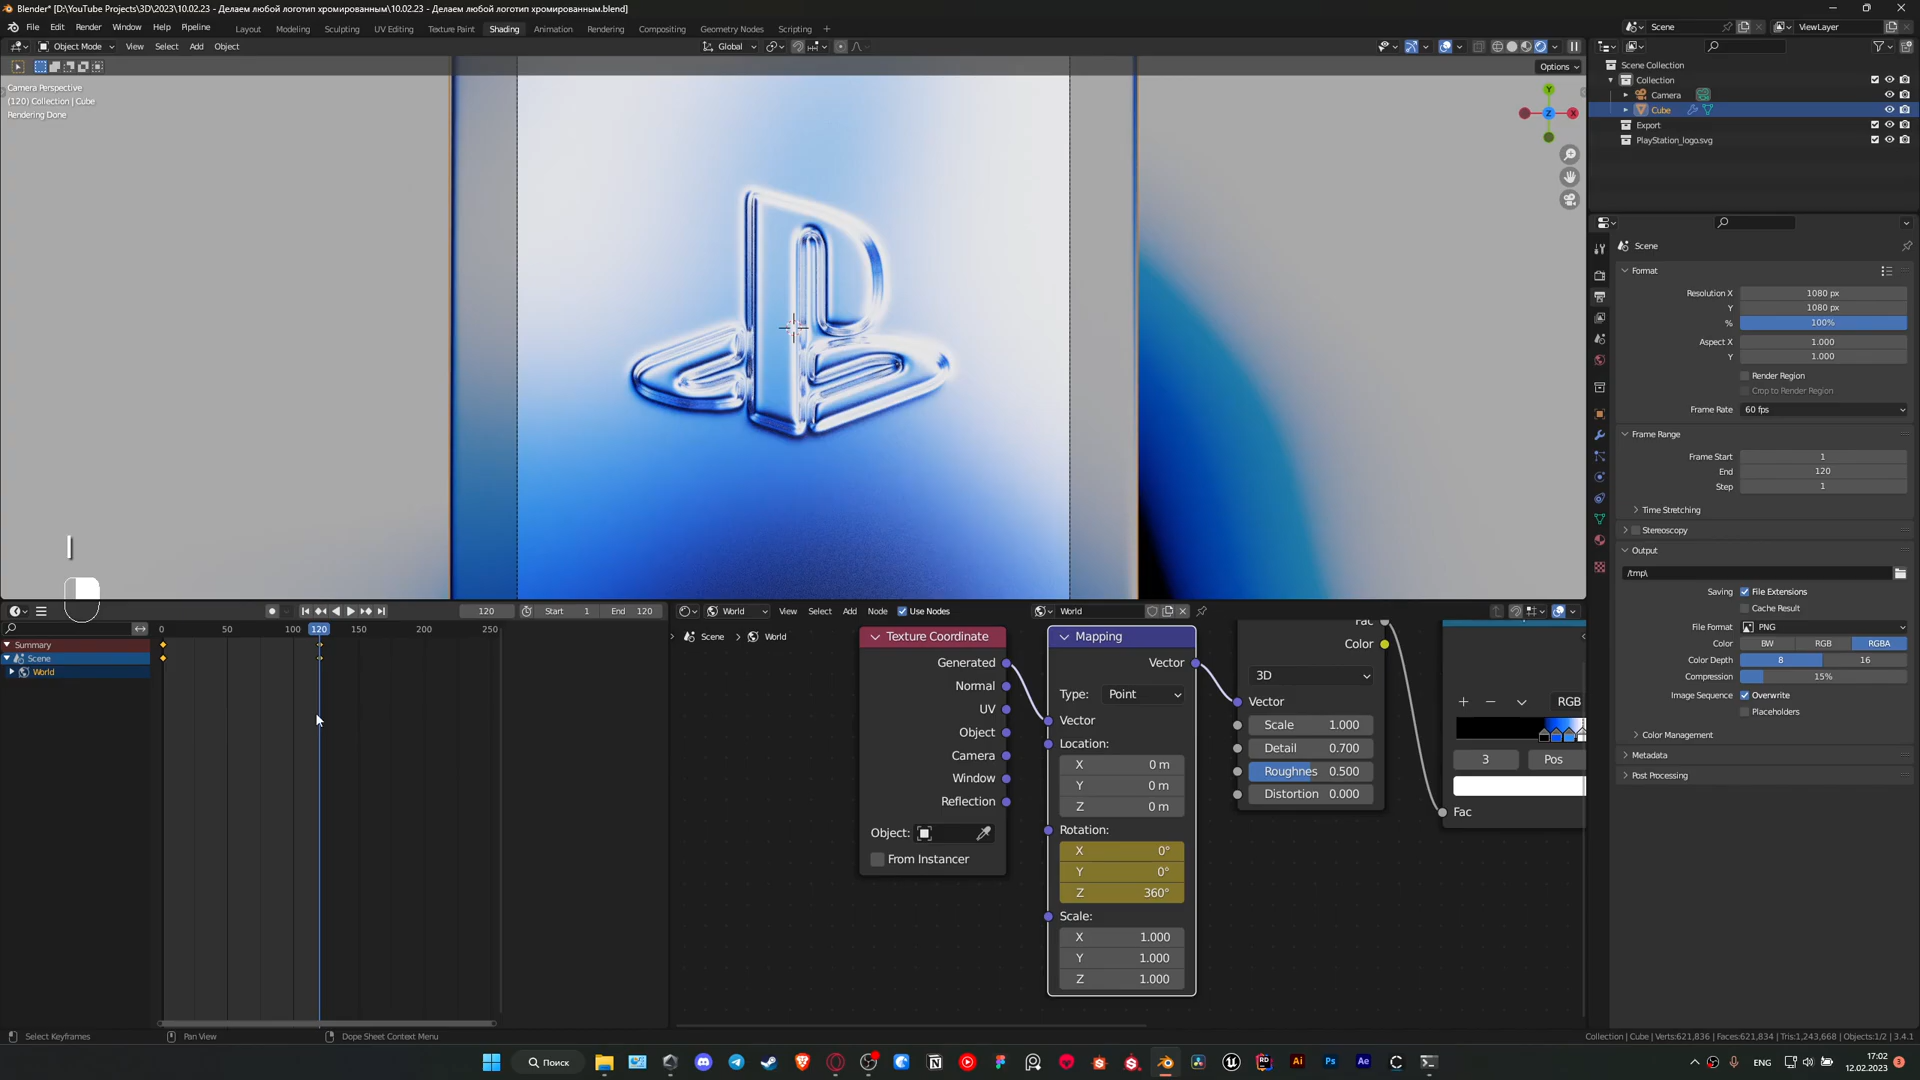 Blender* [D:\YouTube Projects\3D\2023\10.02.23 - Делаем любой логотип хромированным\10.02.23 - Делаем любой логотип хромированным.blend]
File Edit Render Window Help Pipeline Layout Modeling Sculpting UV Editing Texture Paint Shading Animation Rendering Compositing Geometry Nodes Scripting +
Scene ViewLayer
Object Mode View Select Add Object Global
Options
Camera Perspective
(120) Collection | Cube
Rendering Done
Y
Z
X
Scene Collection
Collection
Camera
Cube
Export
PlayStation_logo.svg
Scene
Format
Resolution X 1080 px
Y 1080 px
% 100%
Aspect X 1.000
Y 1.000
Render Region
Crop to Render Region
Frame Rate 60 fps
Frame Range
Frame Start 1
End 120
Step 1
Time Stretching
Stereoscopy
Output
/tmp\
Saving File Extensions
Cache Result
File Format PNG
Color BW RGB RGBA
Color Depth 8 16
Compression 15%
Image Sequence Overwrite
Placeholders
Color Management
Metadata
Post Processing
I
120 Start 1 End 120
0 50 100 120 150 200 250
Summary
Scene
World
World View Select Add Node Use Nodes World
Scene > World
Texture Coordinate
Generated
Normal
UV
Object
Camera
Window
Reflection
Object:
From Instancer
Mapping
Vector
Type: Point
Vector
Location:
X 0 m
Y 0 m
Z 0 m
Rotation:
X 0°
Y 0°
Z 360°
Scale:
X 1.000
Y 1.000
Z 1.000
Fac
Color
3D
Vector
Scale 1.000
Detail 0.700
Roughnes 0.500
Distortion 0.000
RGB
3 Pos
Fac
Select Keyframes Pan View Dope Sheet Context Menu
Collection | Cube | Verts:621,836 | Faces:621,834 | Tris:1,243,668 | Objects:1/2 | 3.4.1
Поиск
ENG
17:02
12.02.2023
3